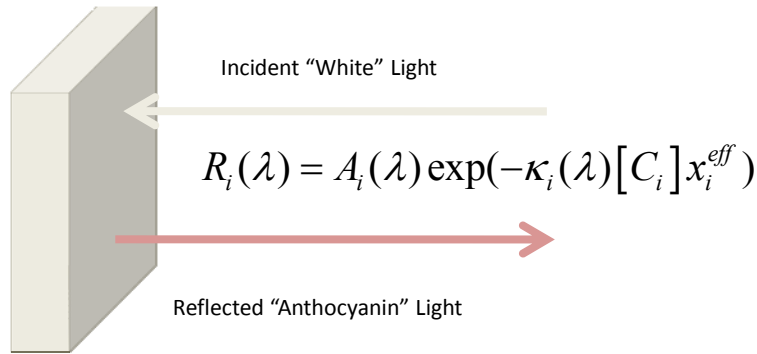 Incident “White” Light
R_i(λ) = A_i(λ) exp(−κ_i(λ)[C_i] x_i^{eff})
Reflected “Anthocyanin” Light